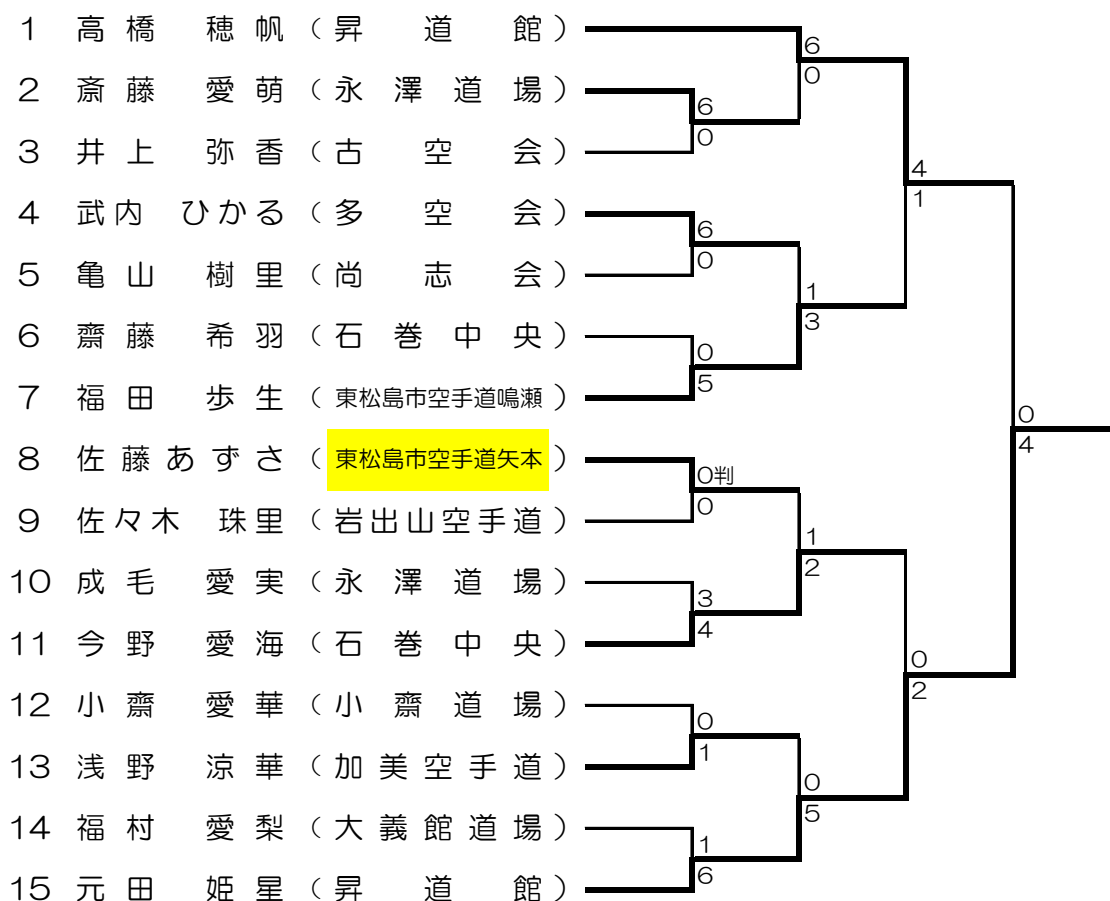 1 高橋 穂帆 (昇道館)
6
0
2 斎藤 愛萌 (永澤道場)
6
0
3 井上 弥香 (古空会)
4
1
4 武内 ひかる (多空会)
6
0
5 亀山 樹里 (尚志会)
1
3
6 齋藤 希羽 (石巻中央)
0
5
7 福田 歩生 (東松島市空手道鳴瀬)
0
4
8 佐藤あずさ (東松島市空手道矢本)
0判
0
9 佐々木 珠里 (岩出山空手道)
1
2
10 成毛 愛実 (永澤道場)
3
4
11 今野 愛海 (石巻中央)
0
2
12 小齋 愛華 (小齋道場)
0
1
13 浅野 涼華 (加美空手道)
0
5
14 福村 愛梨 (大義館道場)
1
6
15 元田 姫星 (昇道館)